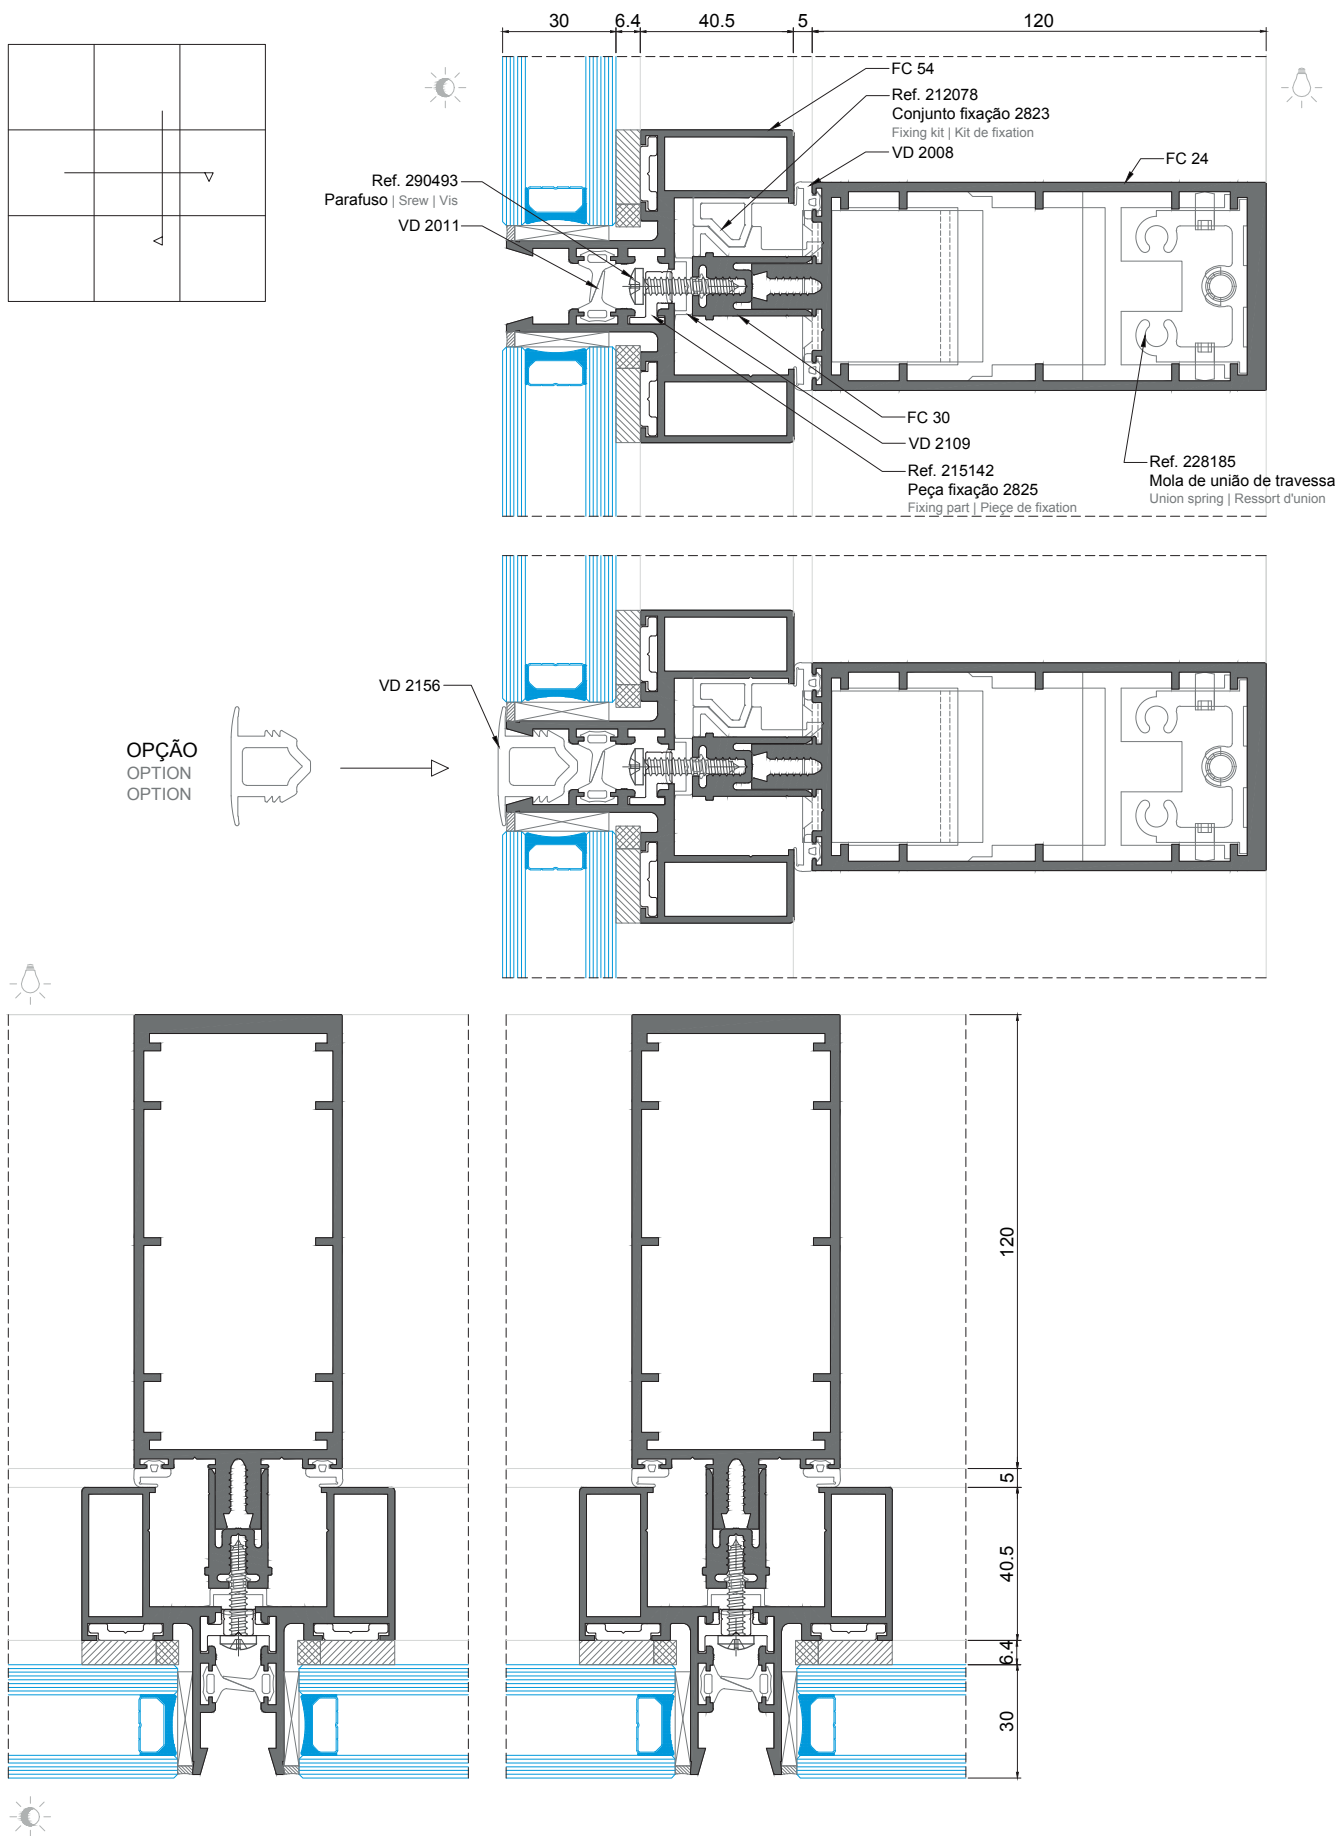 30 6.4 40.5 5 120
FC 54
Ref. 212078
Conjunto fixação 2823
Fixing kit | Kit de fixation
VD 2008
FC 24
Ref. 290493
Parafuso | Srew | Vis
VD 2011
FC 30
VD 2109
Ref. 215142
Peça fixação 2825
Fixing part | Pieçe de fixation
Ref. 228185
Mola de união de travessa
Union spring | Ressort d'union
VD 2156
OPÇÃO
OPTION
OPTION
120
5
40.5
6.4
30